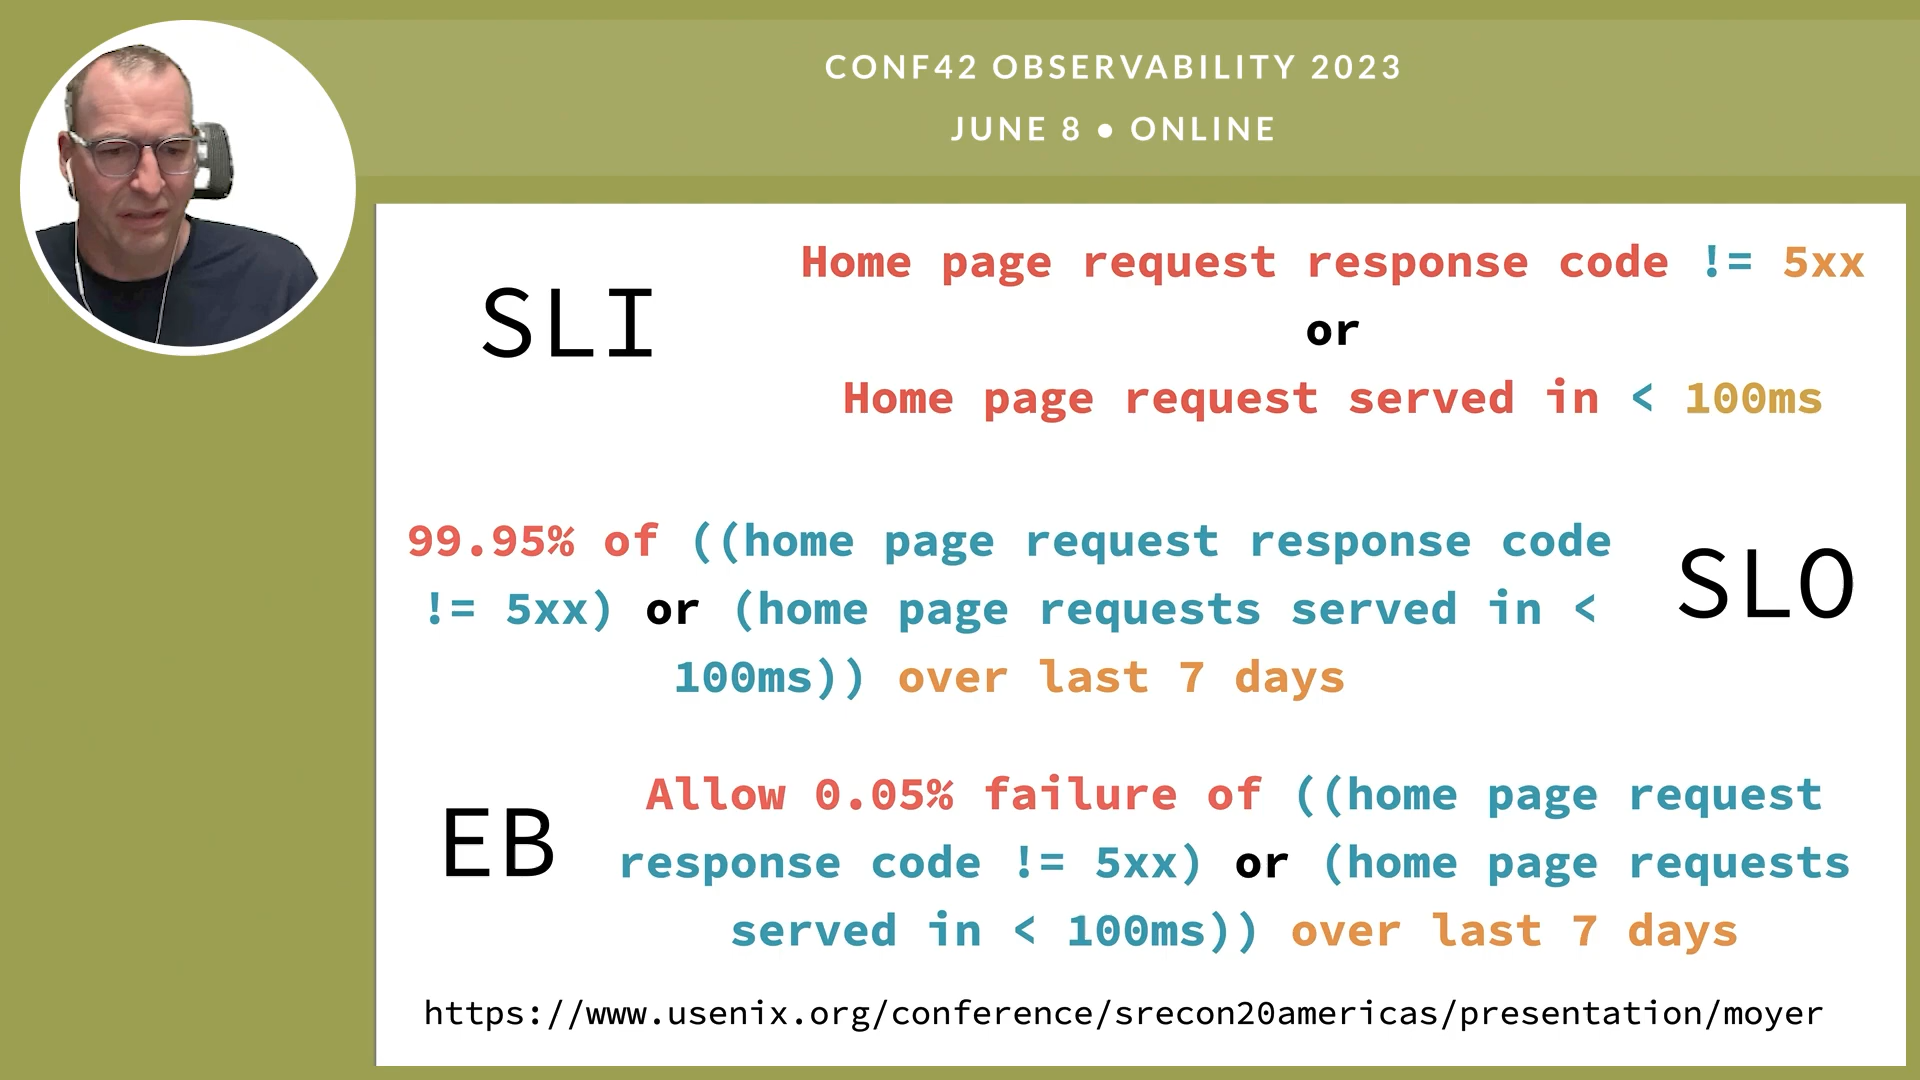 CONF42 OBSERVABILITY 2023
JUNE 8 • ONLINE
SLI
Home page request response code != 5xx
or
Home page request served in < 100ms
99.95% of ((home page request response code
!= 5xx) or (home page requests served in <
100ms)) over last 7 days
SLO
EB
Allow 0.05% failure of ((home page request
response code != 5xx) or (home page requests
served in < 100ms)) over last 7 days
https://www.usenix.org/conference/srecon20americas/presentation/moyer